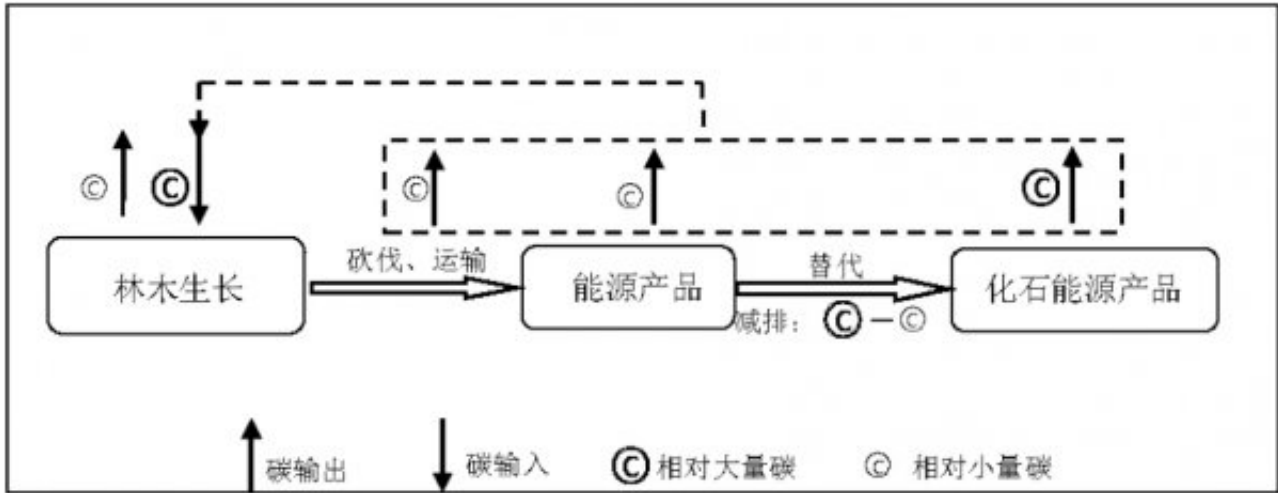 © © © © ©
林木生长
砍伐、运输
能源产品
替代
减排： © — ©
化石能源产品
碳输出
碳输入
© 相对大量碳
© 相对小量碳